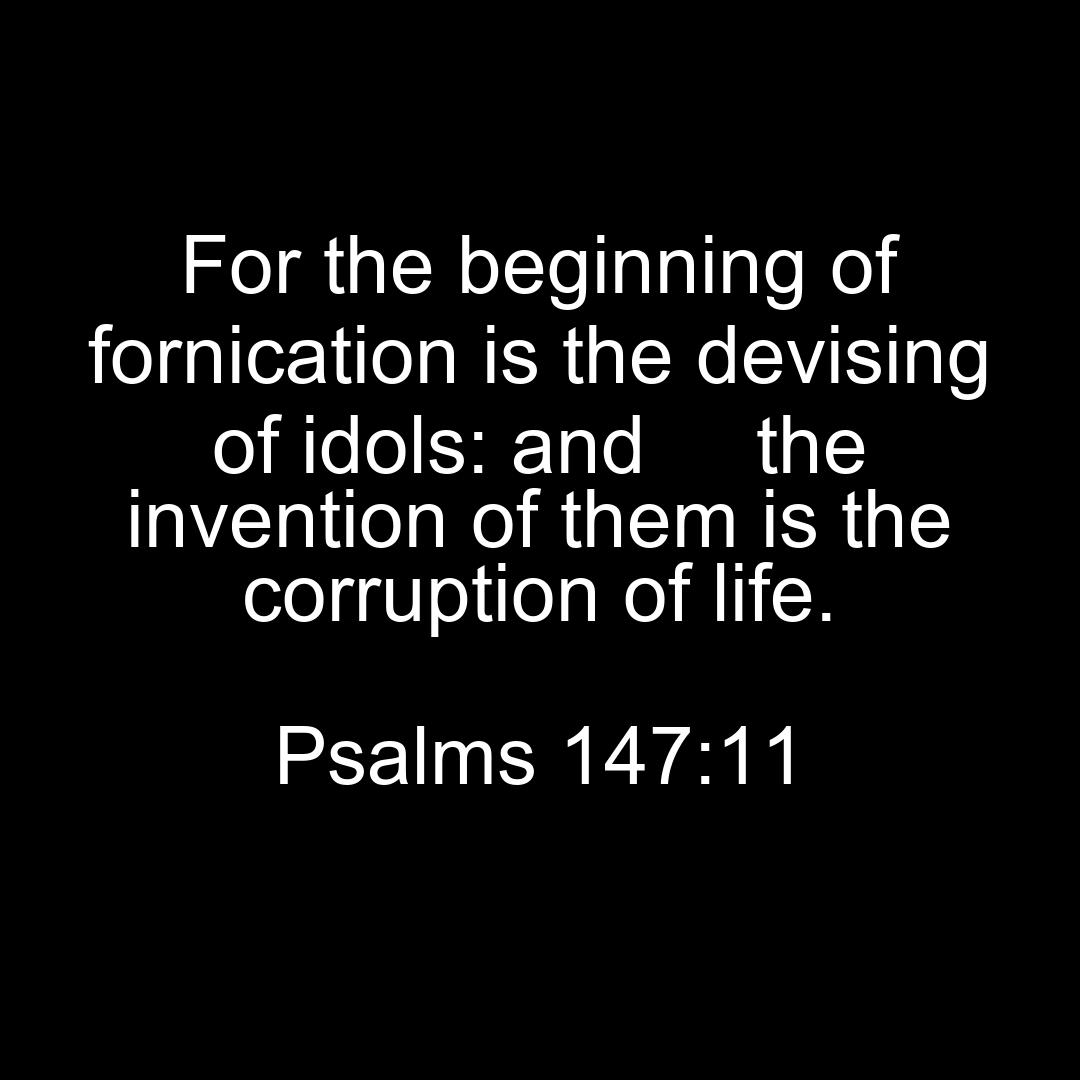 For the beginning of
fornication is the devising
of idols: and the
invention of them is the
corruption of life.
Psalms 147:11